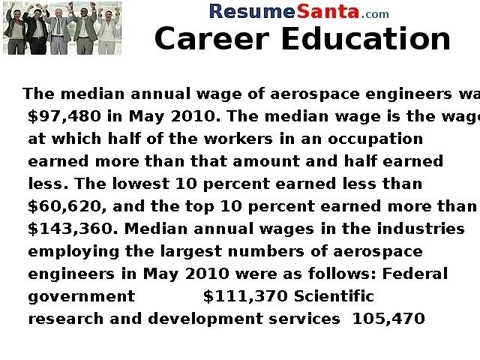 ResumeSanta.com
Career Education
The median annual wage of aerospace engineers wa
$97,480 in May 2010. The median wage is the wage
at which half of the workers in an occupation
earned more than that amount and half earned
less. The lowest 10 percent earned less than
$60,620, and the top 10 percent earned more than
$143,360. Median annual wages in the industries
employing the largest numbers of aerospace
engineers in May 2010 were as follows: Federal
government $111,370 Scientific
research and development services 105,470